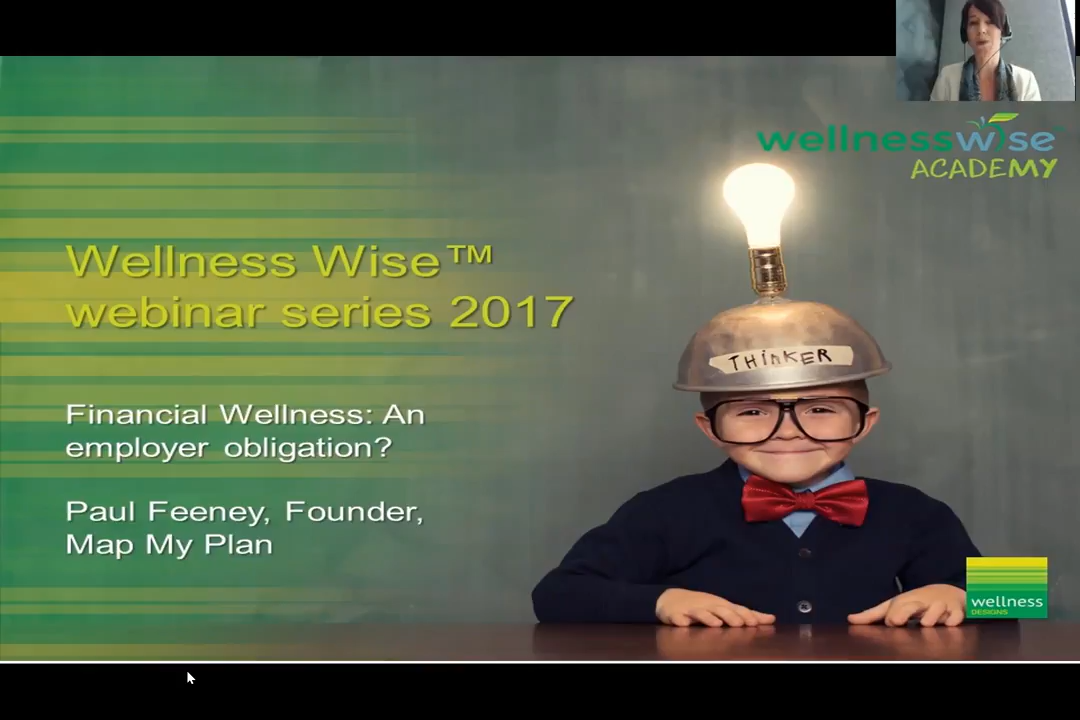 wellnesswise
ACADEMY
Wellness Wise™
webinar series 2017
THINKER
Financial Wellness: An
employer obligation?
Paul Feeney, Founder,
Map My Plan
wellness
DESIGNS